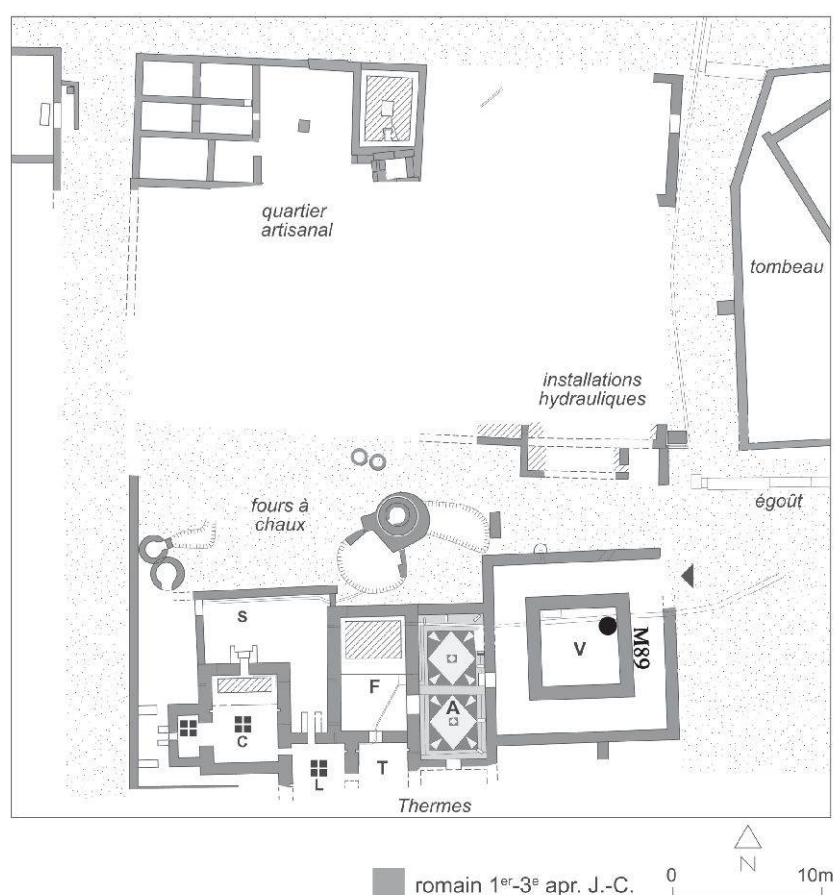 quartier
artisanal
tombeau
installations
hydrauliques
fours à
chaux
égoût
S
V
M89
F
A
C
L
T
Thermes
N
romain 1er-3e apr. J.-C.
0
10m